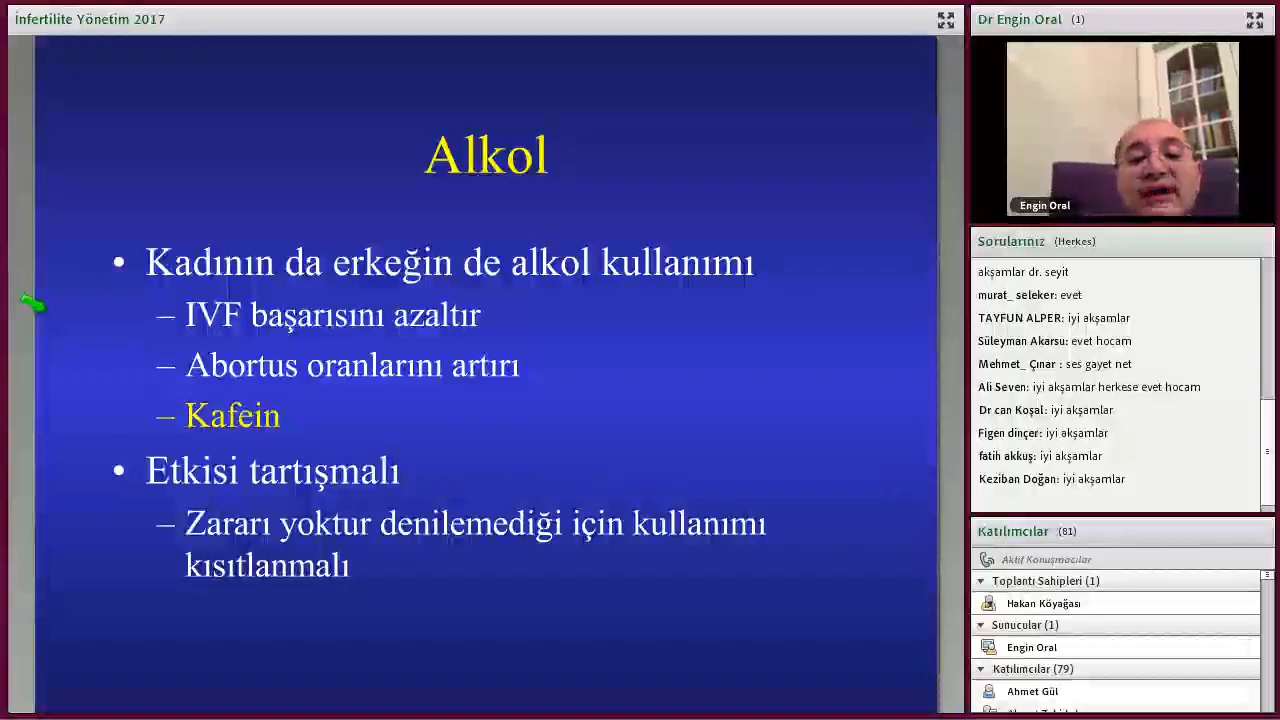 İnfertilite Yönetim 2017
Alkol
• Kadının da erkeğin de alkol kullanımı
– IVF başarısını azaltır
– Abortus oranlarını artırı
– Kafein
• Etkisi tartışmalı
– Zararı yoktur denilemediği için kullanımı
kısıtlanmalı
Dr Engin Oral (1)
Engin Oral
Sorularınız (Herkes)
akşamlar dr. seyit
murat_ seleker: evet
TAYFUN ALPER: iyi akşamlar
Süleyman Akarsu: evet hocam
Mehmet_ Çınar : ses gayet net
Ali Seven: iyi akşamlar herkese evet hocam
Dr can Koşal: iyi akşamlar
Figen dinçer: iyi akşamlar
fatih akkuş: iyi akşamlar
Keziban Doğan: iyi akşamlar
Katılımcılar (81)
Aktif Konuşmacılar
Toplantı Sahipleri (1)
Hakan Köyağası
Sunucular (1)
Engin Oral
Katılımcılar (79)
Ahmet Gül